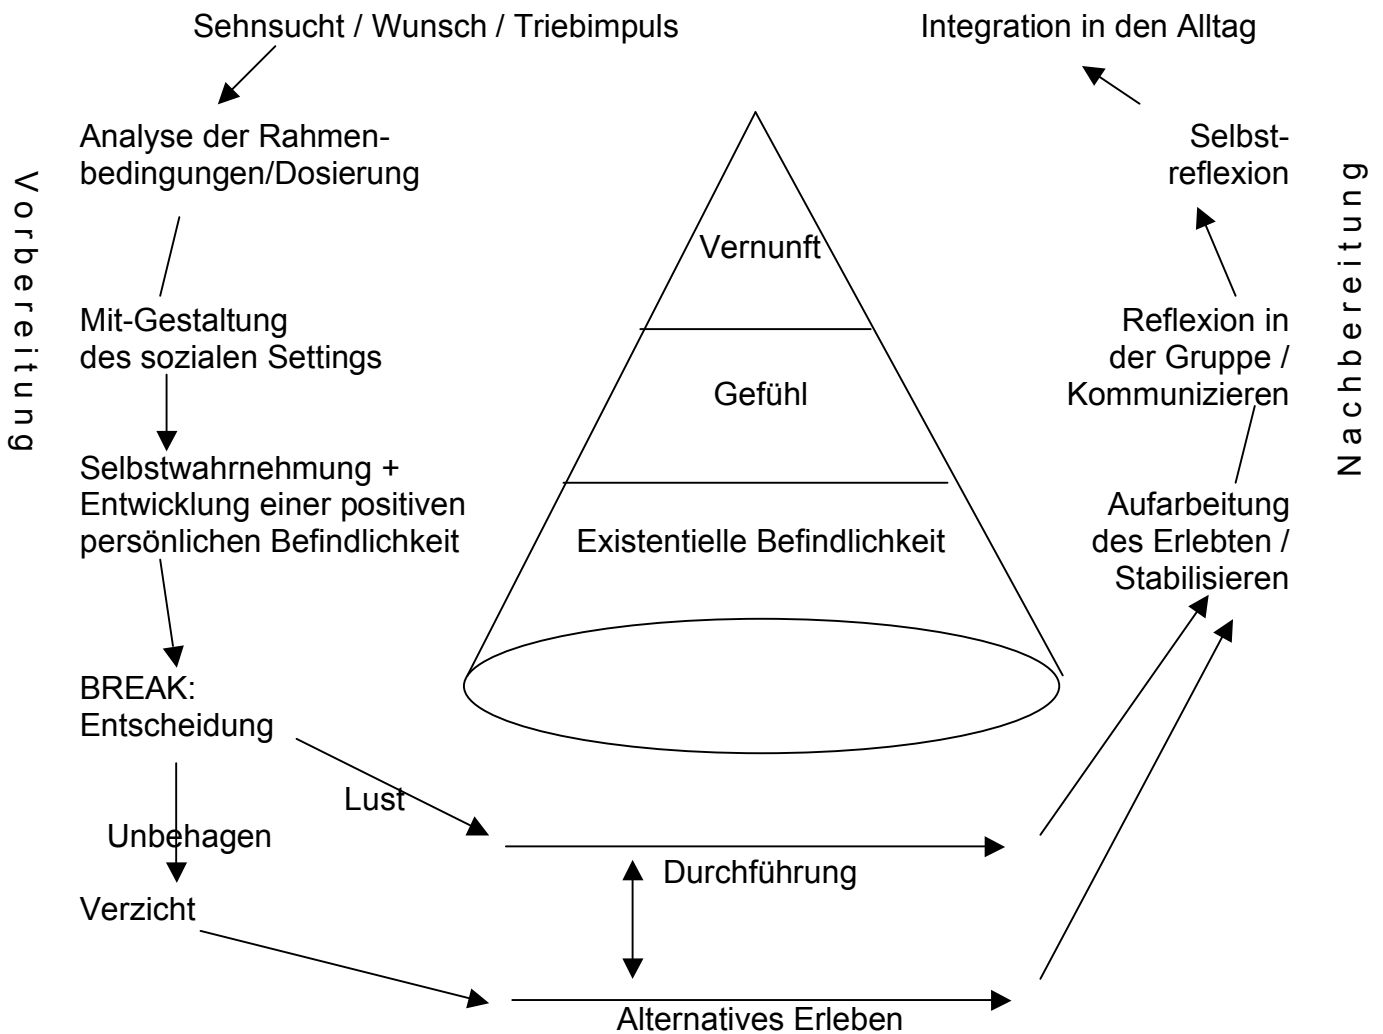 Sehnsucht / Wunsch / Triebimpuls
Integration in den Alltag
Vorbereitung
Analyse der Rahmen-
bedingungen/Dosierung
Mit-Gestaltung
des sozialen Settings
Selbstwahrnehmung +
Entwicklung einer positiven
persönlichen Befindlichkeit
BREAK:
Entscheidung
Lust
Unbehagen
Verzicht
Vernunft
Gefühl
Existentielle Befindlichkeit
Durchführung
Alternatives Erleben
Selbst-
reflexion
Reflexion in
der Gruppe /
Kommunizieren
Aufarbeitung
des Erlebten /
Stabilisieren
Nachbereitung